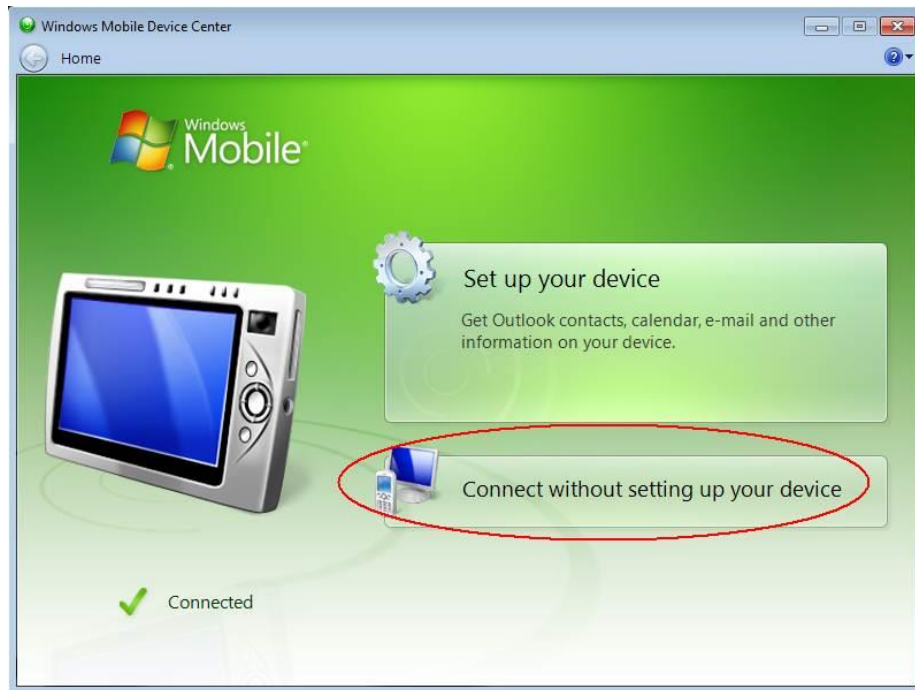 Windows Mobile Device Center
Home
Windows
Mobile
Set up your device
Get Outlook contacts, calendar, e-mail and other
information on your device.
Connect without setting up your device
Connected